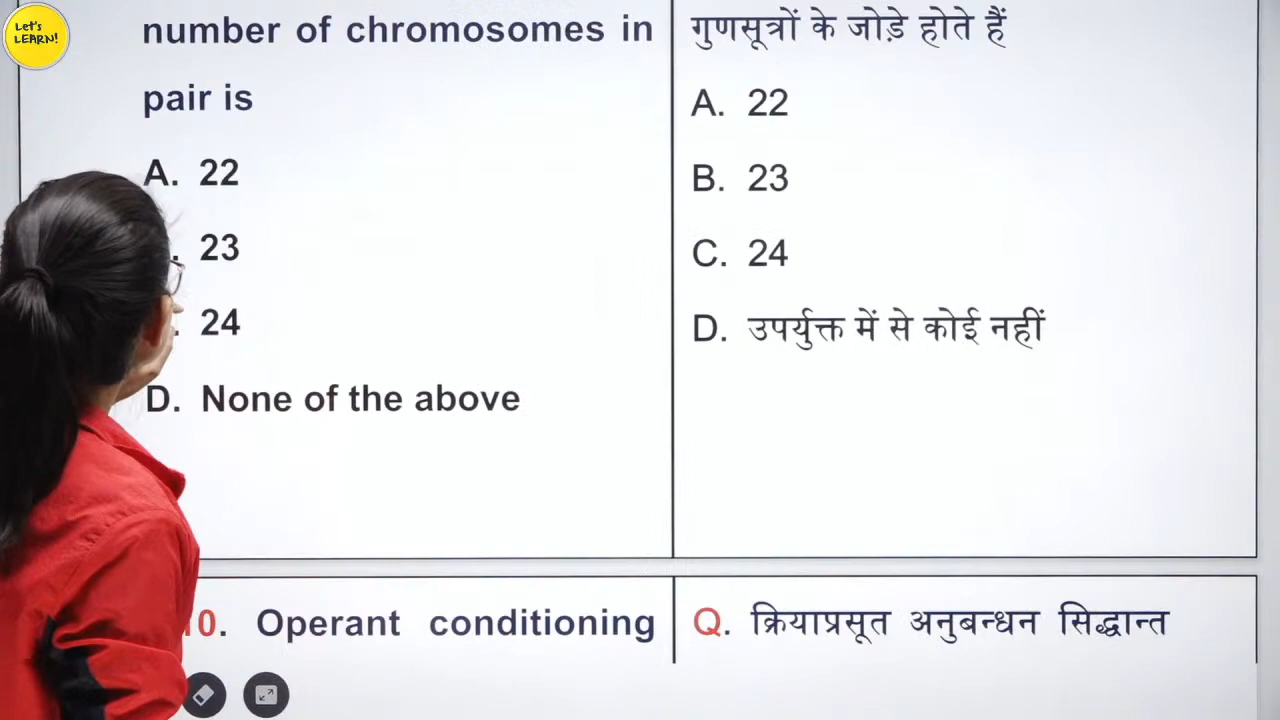 Let's
LEARN!
number of chromosomes in
pair is
A. 22
. 23
. 24
D. None of the above
गुणसूत्रों के जोड़े होते हैं
A. 22
B. 23
C. 24
D. उपर्युक्त में से कोई नहीं
10. Operant conditioning
Q. क्रियाप्रसूत अनुबन्धन सिद्धान्त